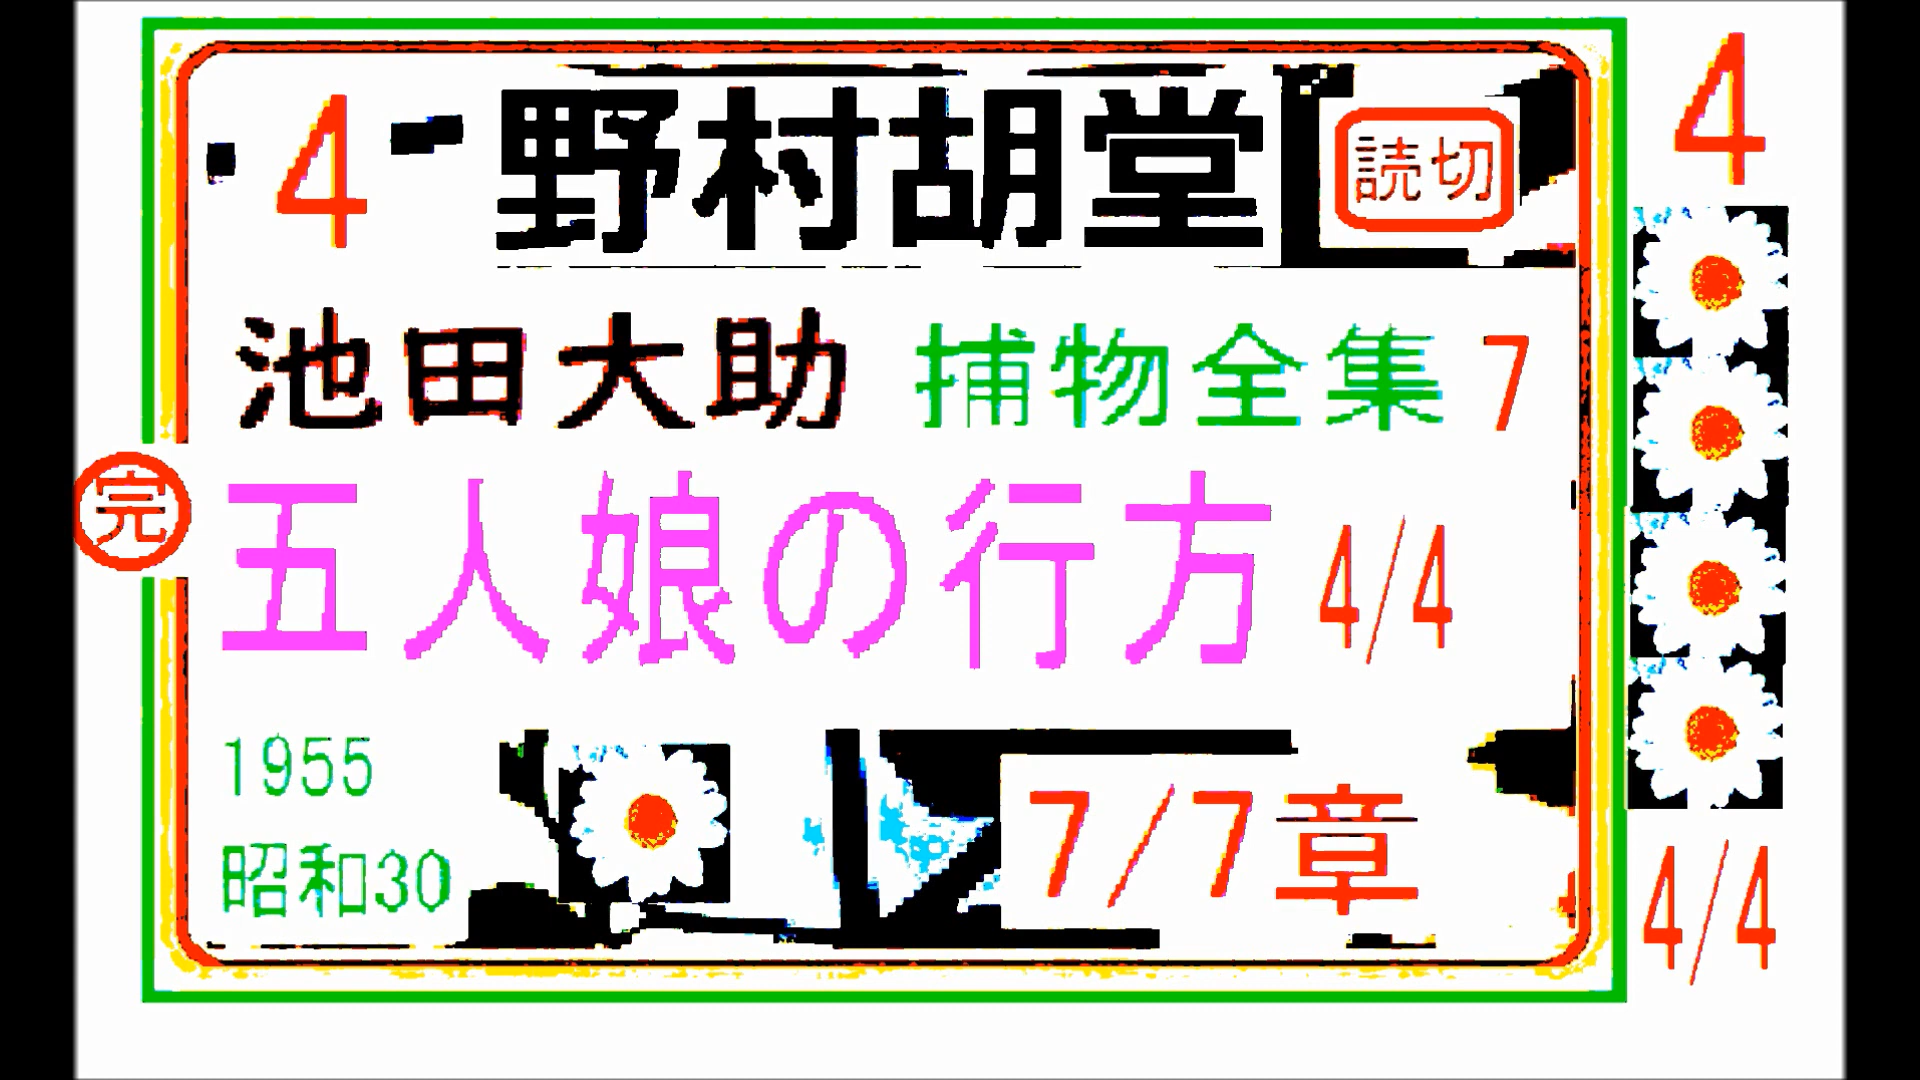 4 野村胡堂 読切
池田大助 捕物全集 7
完
五人娘の行方 4/4
1955
昭和30
7/7章
4
4/4